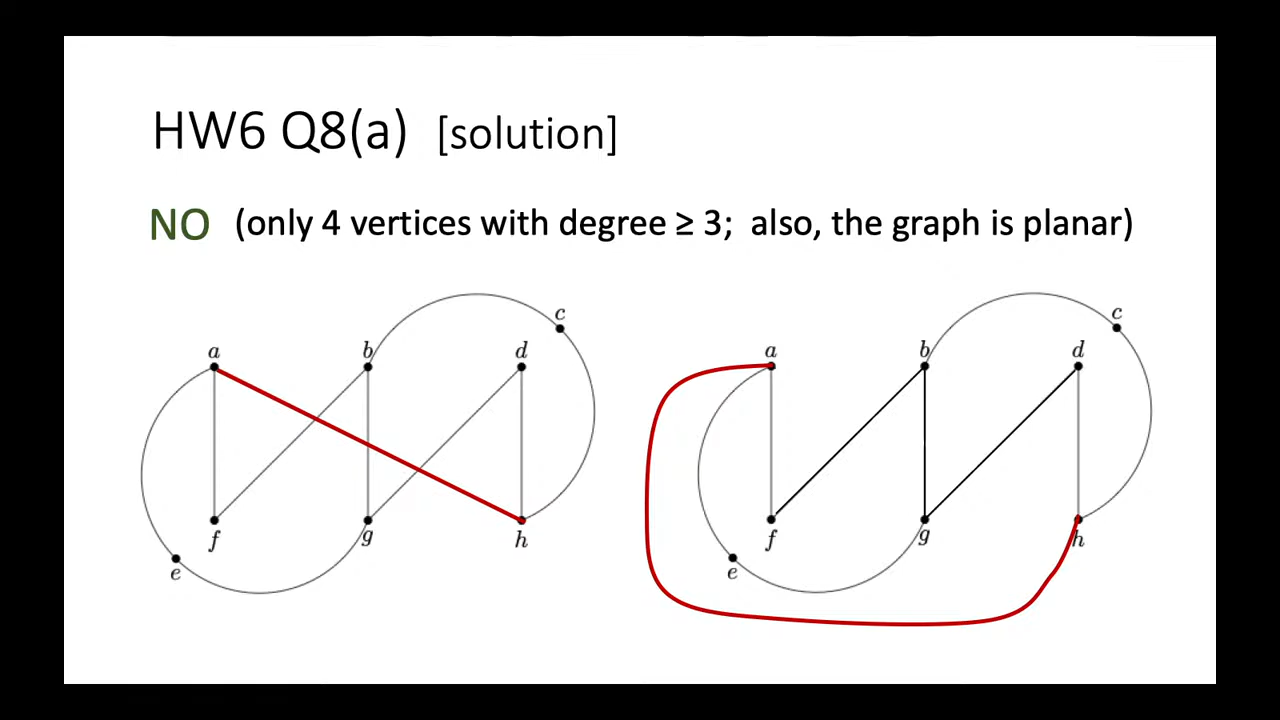 HW6 Q8(a) [solution]
NO (only 4 vertices with degree ≥ 3; also, the graph is planar)
c c
a b d a b d
f g h f g h
e e